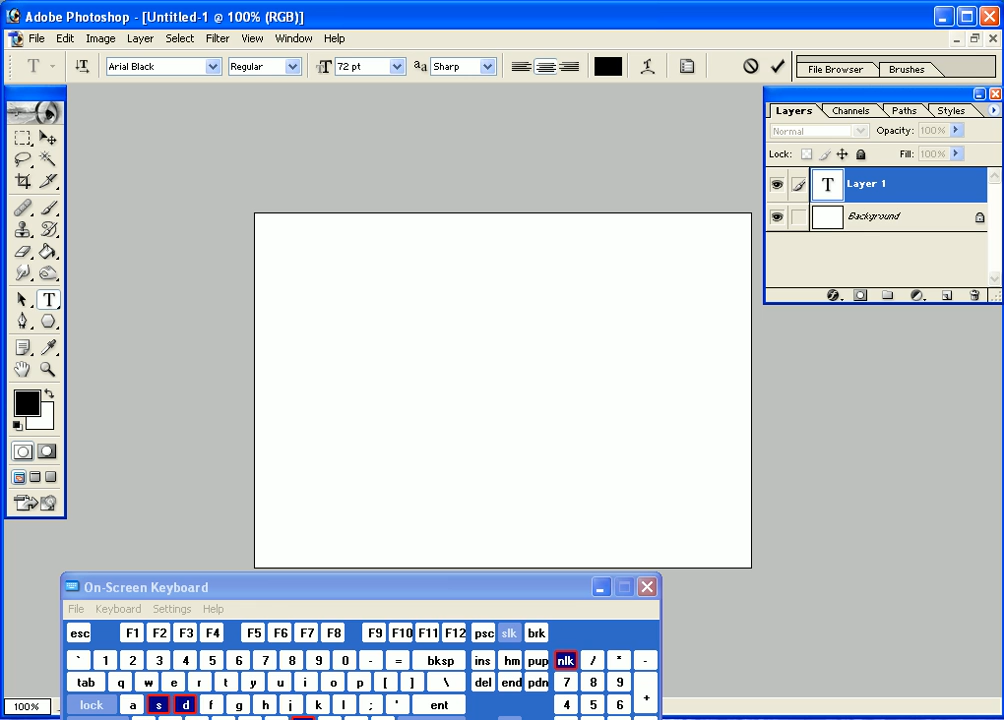 Adobe Photoshop - [Untitled-1 @ 100% (RGB)]
File Edit Image Layer Select Filter View Window Help
T Arial Black Regular T 72 pt aa Sharp File Browser Brushes
Layers Channels Paths Styles
Normal Opacity: 100%
Lock: Fill: 100%
T Layer 1
Background
T
100%
On-Screen Keyboard
File Keyboard Settings Help
esc F1 F2 F3 F4 F5 F6 F7 F8 F9 F10 F11 F12 psc slk brk
` 1 2 3 4 5 6 7 8 9 0 - = bksp ins hm pup nlk / * -
tab q w e r t y u i o p [ ] \ del end pdn 7 8 9 +
lock a s d f g h j k l ; ' ent 4 5 6